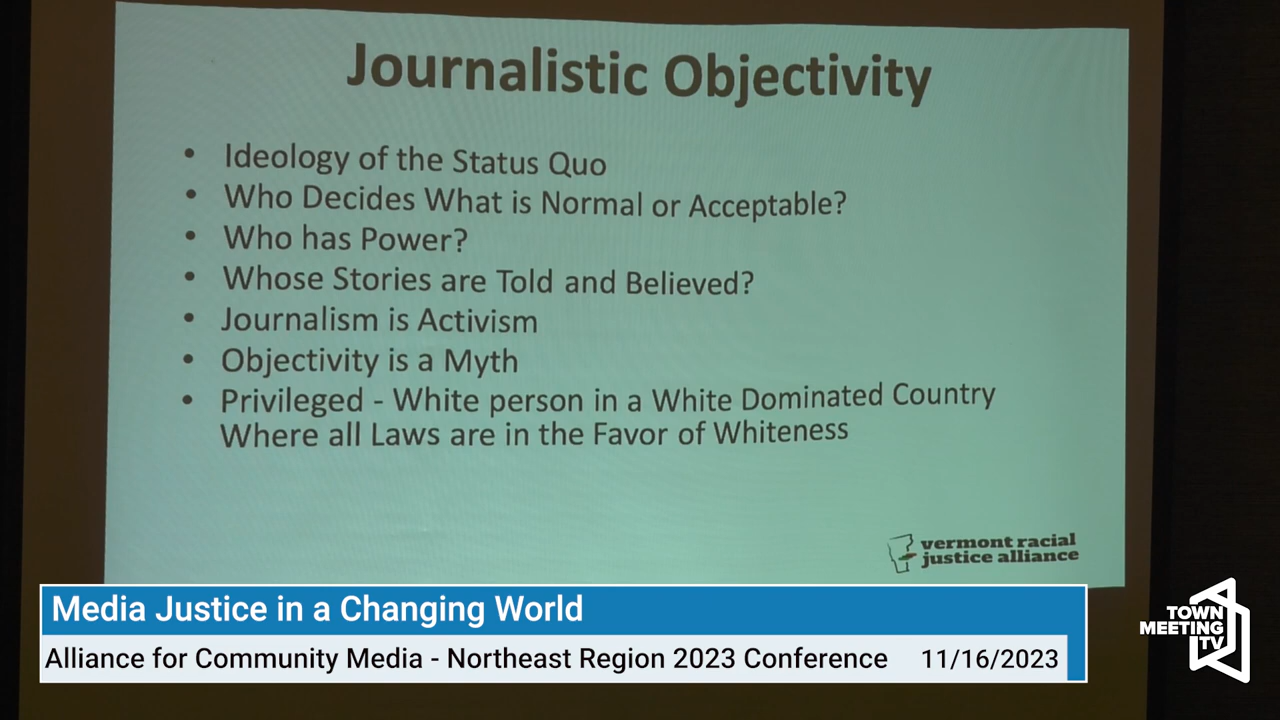 Journalistic Objectivity
• Ideology of the Status Quo
• Who Decides What is Normal or Acceptable?
• Who has Power?
• Whose Stories are Told and Believed?
• Journalism is Activism
• Objectivity is a Myth
• Privileged - White person in a White Dominated Country
Where all Laws are in the Favor of Whiteness
vermont racial
justice alliance
Media Justice in a Changing World
Alliance for Community Media - Northeast Region 2023 Conference 11/16/2023
TOWN
MEETING
TV